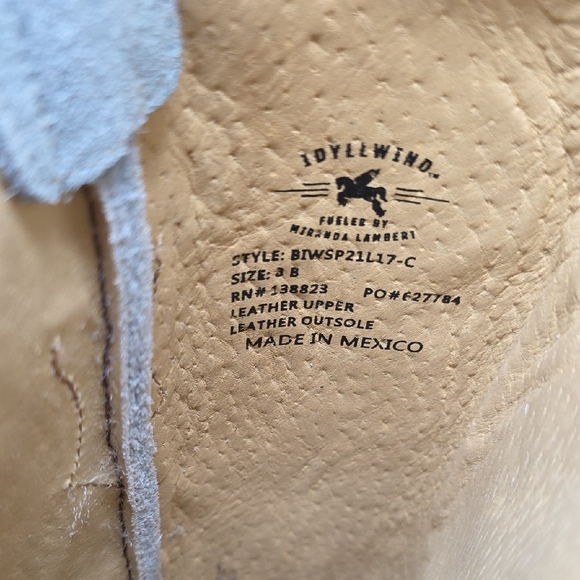 IDYLLWIND™
FUELED BY
MIRANDA LAMBERT
STYLE: BIWSP21L17-C
SIZE: 8 B
RN# 138823 PO#627784
LEATHER UPPER
LEATHER OUTSOLE
MADE IN MEXICO